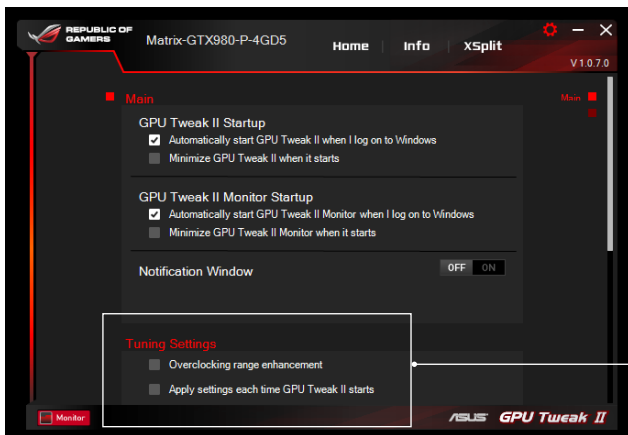 REPUBLIC OF
GAMERS
Matrix-GTX980-P-4GD5
Home
Info
XSplit
V 1.0.7.0
Main
Main
GPU Tweak II Startup
Automatically start GPU Tweak II when I log on to Windows
Minimize GPU Tweak II when it starts
GPU Tweak II Monitor Startup
Automatically start GPU Tweak II Monitor when I log on to Windows
Minimize GPU Tweak II Monitor when it starts
Notification Window
OFF ON
Tuning Settings
Overclocking range enhancement
Apply settings each time GPU Tweak II starts
Monitor
ASUS GPU Tweak II